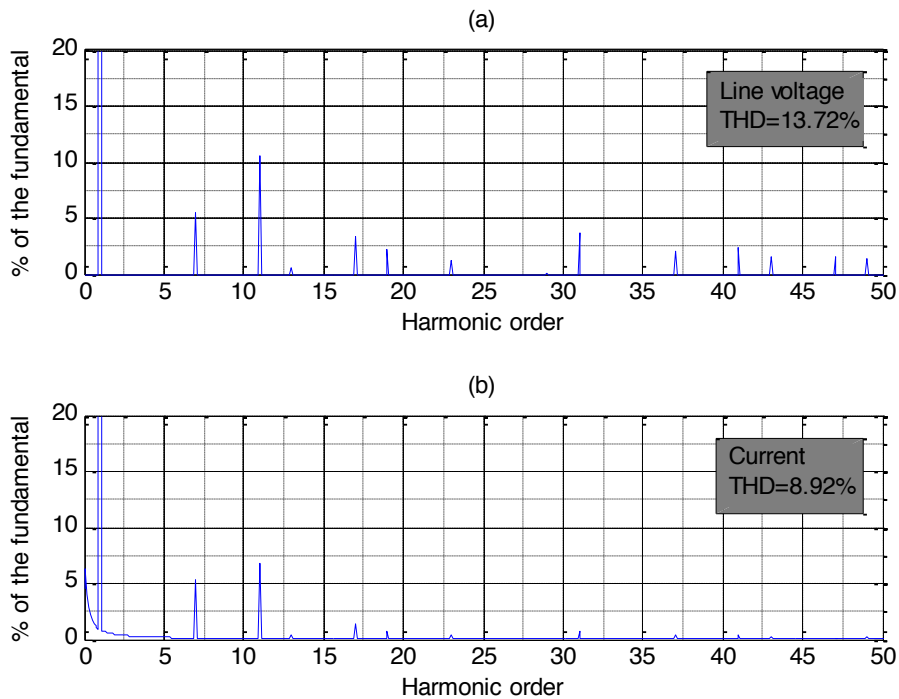 (a)
% of the fundamental
20
15
10
5
0
Line voltage
THD=13.72%
0 5 10 15 20 25 30 35 40 45 50
Harmonic order
(b)
% of the fundamental
20
15
10
5
0
Current
THD=8.92%
0 5 10 15 20 25 30 35 40 45 50
Harmonic order